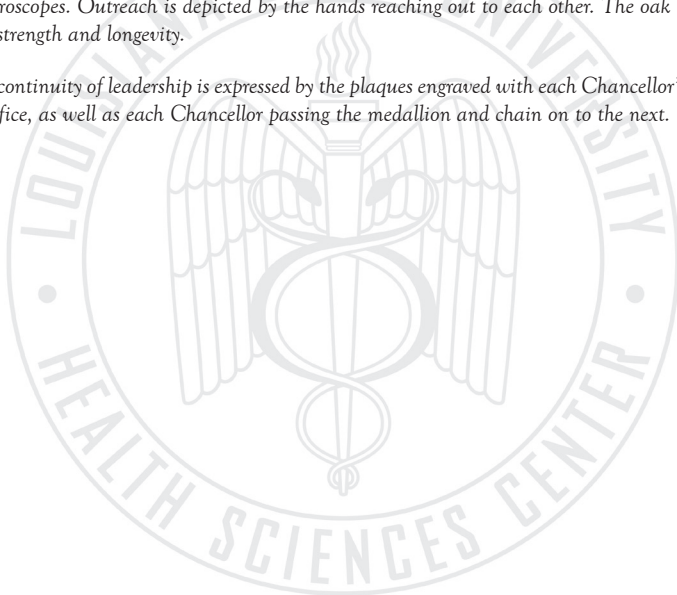 roscopes. Outreach is depicted by the hands reaching out to each other. The oak
strength and longevity.
continuity of leadership is expressed by the plaques engraved with each Chancellor'
fice, as well as each Chancellor passing the medallion and chain on to the next.
LOUISIANA UNIVERSITY
• HEALTH SCIENCES CENTER •